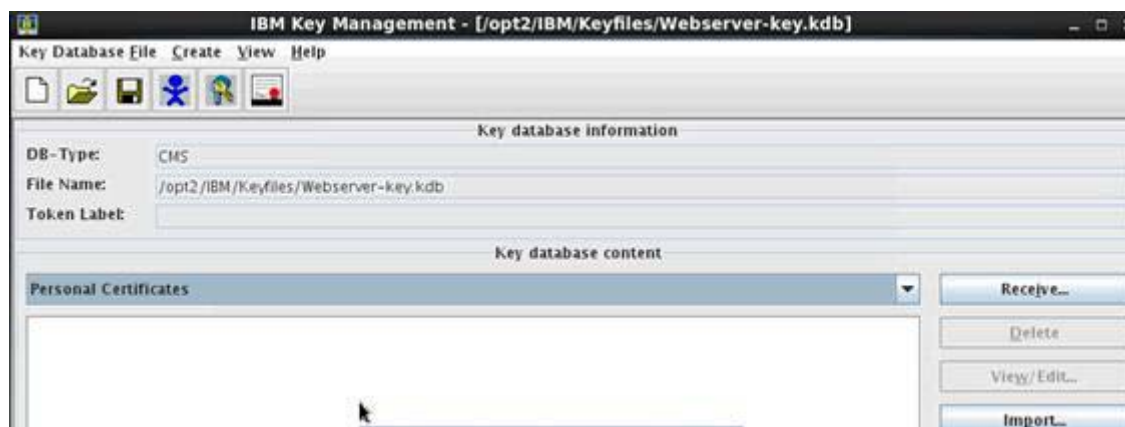 IBM Key Management - [/opt2/IBM/Keyfiles/Webserver-key.kdb]
Key Database File Create View Help
Key database information
DB-Type: CMS
File Name: /opt2/IBM/Keyfiles/Webserver-key.kdb
Token Label:
Key database content
Personal Certificates
Receive...
Delete
View/Edit...
Import...